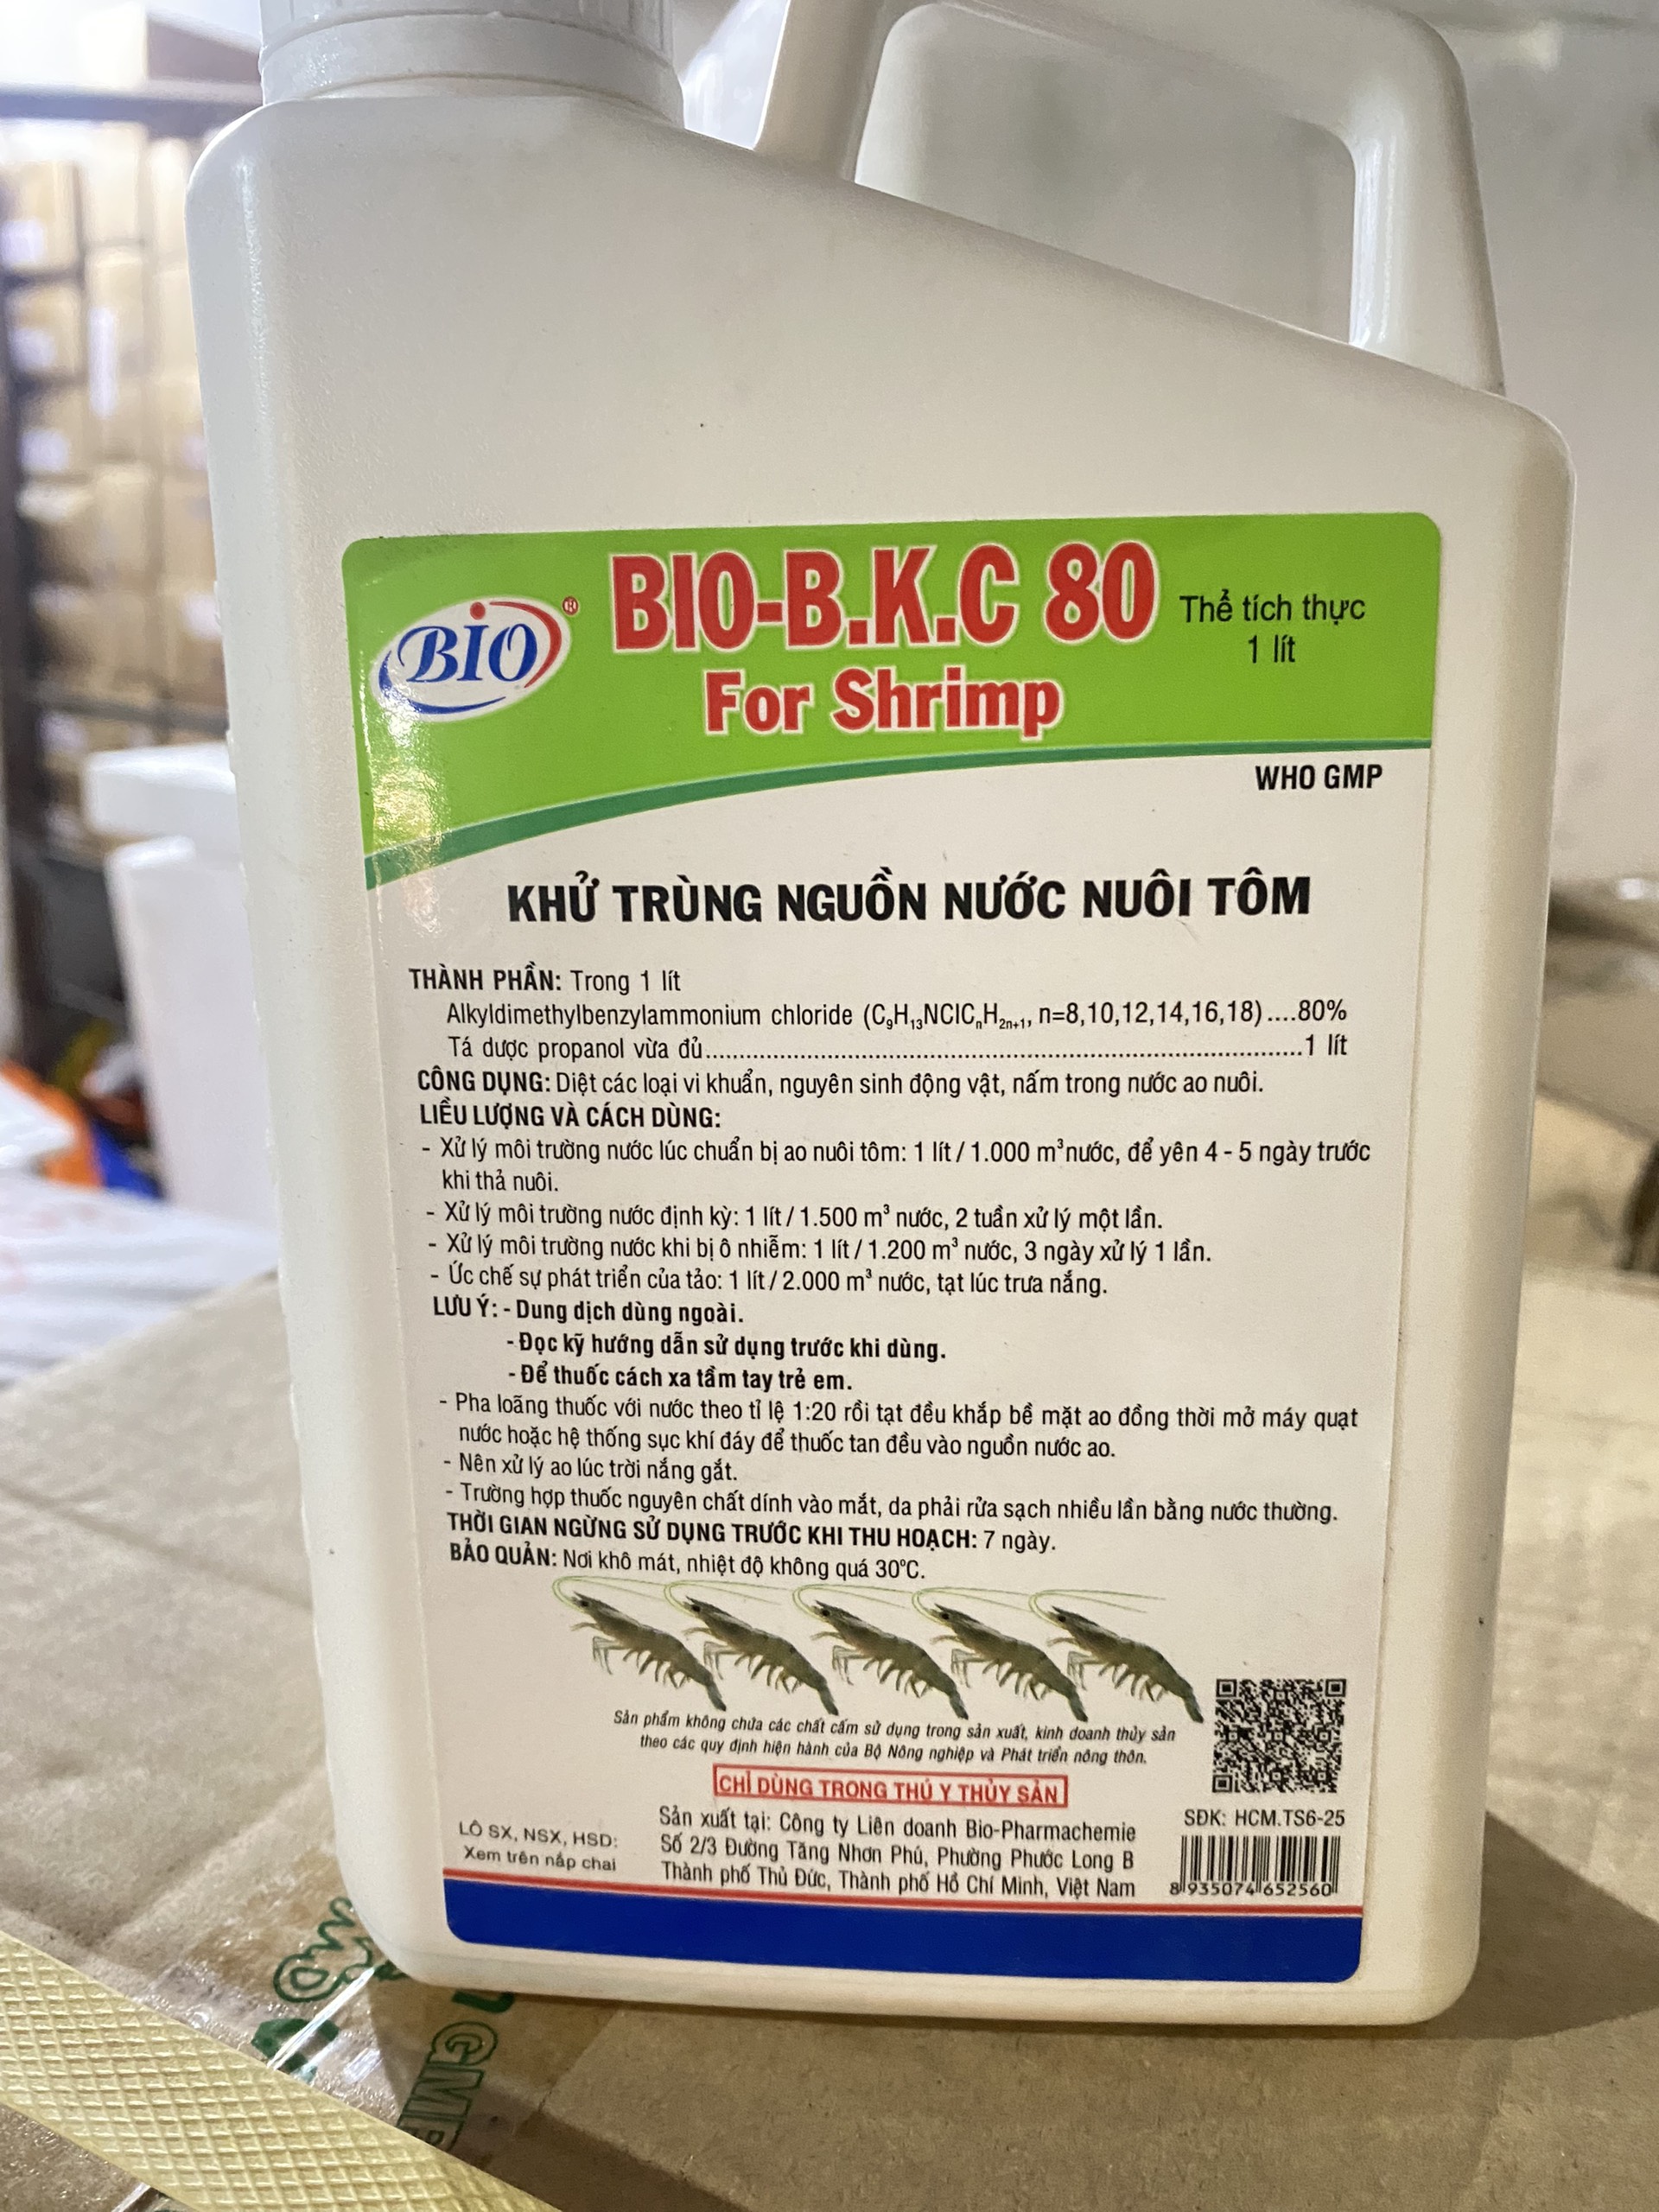 BIO-B.K.C 80
For Shrimp
BIO®
Thể tích thực
1 lít
WHO GMP
KHỬ TRÙNG NGUỒN NƯỚC NUÔI TÔM
THÀNH PHẦN: Trong 1 lít
Alkyldimethylbenzylammonium chloride (C₉H₁₃NClCₙH₂ₙ₊₁, n=8,10,12,14,16,18)....80%
Tá dược propanol vừa đủ..........................................................................................1 lít
CÔNG DỤNG: Diệt các loại vi khuẩn, nguyên sinh động vật, nấm trong nước ao nuôi.
LIỀU LƯỢNG VÀ CÁCH DÙNG:
- Xử lý môi trường nước lúc chuẩn bị ao nuôi tôm: 1 lít / 1.000 m³ nước, để yên 4 - 5 ngày trước
khi thả nuôi.
- Xử lý môi trường nước định kỳ: 1 lít / 1.500 m³ nước, 2 tuần xử lý một lần.
- Xử lý môi trường nước khi bị ô nhiễm: 1 lít / 1.200 m³ nước, 3 ngày xử lý 1 lần.
- Ức chế sự phát triển của tảo: 1 lít / 2.000 m³ nước, tạt lúc trưa nắng.
LƯU Ý: - Dung dịch dùng ngoài.
- Đọc kỹ hướng dẫn sử dụng trước khi dùng.
- Để thuốc cách xa tầm tay trẻ em.
- Pha loãng thuốc với nước theo tỉ lệ 1:20 rồi tạt đều khắp bề mặt ao đồng thời mở máy quạt
nước hoặc hệ thống sục khí đáy để thuốc tan đều vào nguồn nước ao.
- Nên xử lý ao lúc trời nắng gắt.
- Trường hợp thuốc nguyên chất dính vào mắt, da phải rửa sạch nhiều lần bằng nước thường.
THỜI GIAN NGỪNG SỬ DỤNG TRƯỚC KHI THU HOẠCH: 7 ngày.
BẢO QUẢN: Nơi khô mát, nhiệt độ không quá 30ºC.
Sản phẩm không chứa các chất cấm sử dụng trong sản xuất, kinh doanh thủy sản
theo các quy định hiện hành của Bộ Nông nghiệp và Phát triển nông thôn.
CHỈ DÙNG TRONG THÚ Y THỦY SẢN
LÔ SX, NSX, HSD:
Xem trên nắp chai
Sản xuất tại: Công ty Liên doanh Bio-Pharmachemie
Số 2/3 Đường Tăng Nhơn Phú, Phường Phước Long B
Thành phố Thủ Đức, Thành phố Hồ Chí Minh, Việt Nam
SĐK: HCM.TS6-25
8 935074 652560
GMP